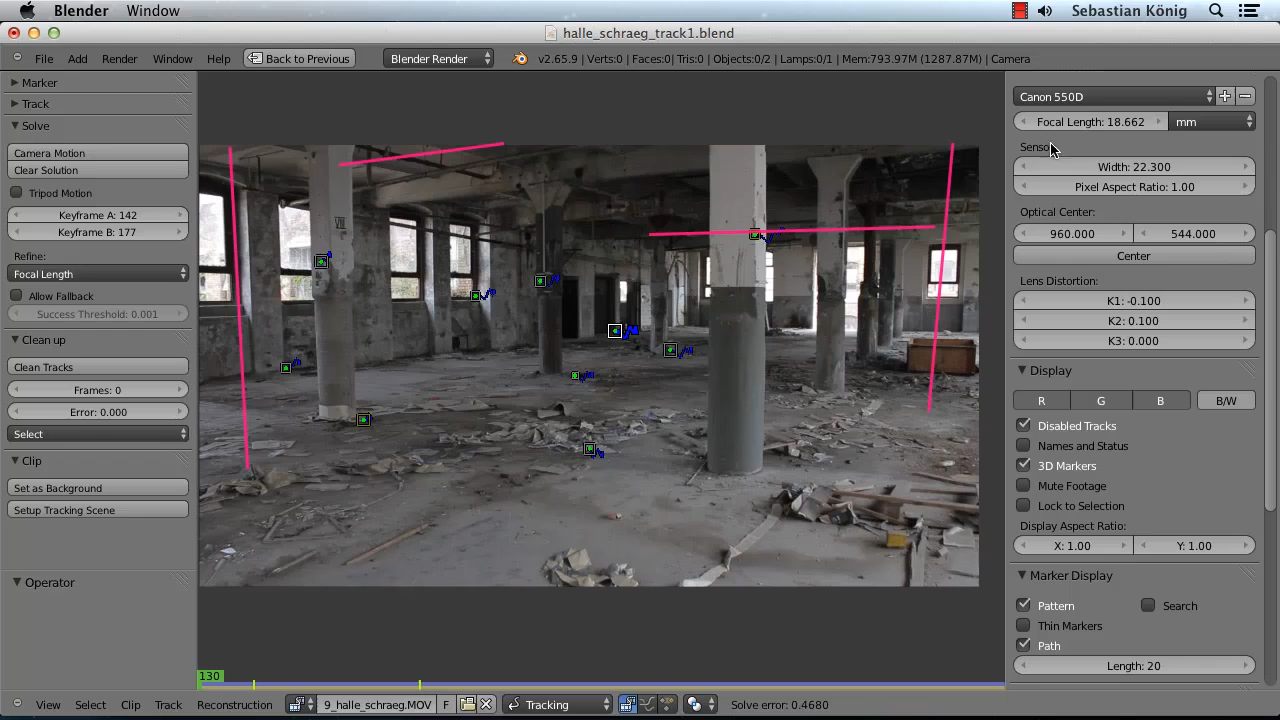 Blender Window Sebastian König
halle_schraeg_track1.blend
File Add Render Window Help Back to Previous Blender Render v2.65.9 | Verts:0 | Faces:0| Tris:0 | Objects:0/2 | Lamps:0/1 | Mem:793.97M (1287.87M) | Camera
Marker
Track
Solve
Camera Motion
Clear Solution
Tripod Motion
Keyframe A: 142
Keyframe B: 177
Refine:
Focal Length
Allow Fallback
Success Threshold: 0.001
Clean up
Clean Tracks
Frames: 0
Error: 0.000
Select
Clip
Set as Background
Setup Tracking Scene
Operator
VIII
130
Canon 550D
Focal Length: 18.662 mm
Senso
Width: 22.300
Pixel Aspect Ratio: 1.00
Optical Center:
960.000 544.000
Center
Lens Distortion:
K1: -0.100
K2: 0.100
K3: 0.000
Display
R G B B/W
Disabled Tracks
Names and Status
3D Markers
Mute Footage
Lock to Selection
Display Aspect Ratio:
X: 1.00 Y: 1.00
Marker Display
Pattern Search
Thin Markers
Path
Length: 20
View Select Clip Track Reconstruction 9_halle_schraeg.MOV F Tracking Solve error: 0.4680